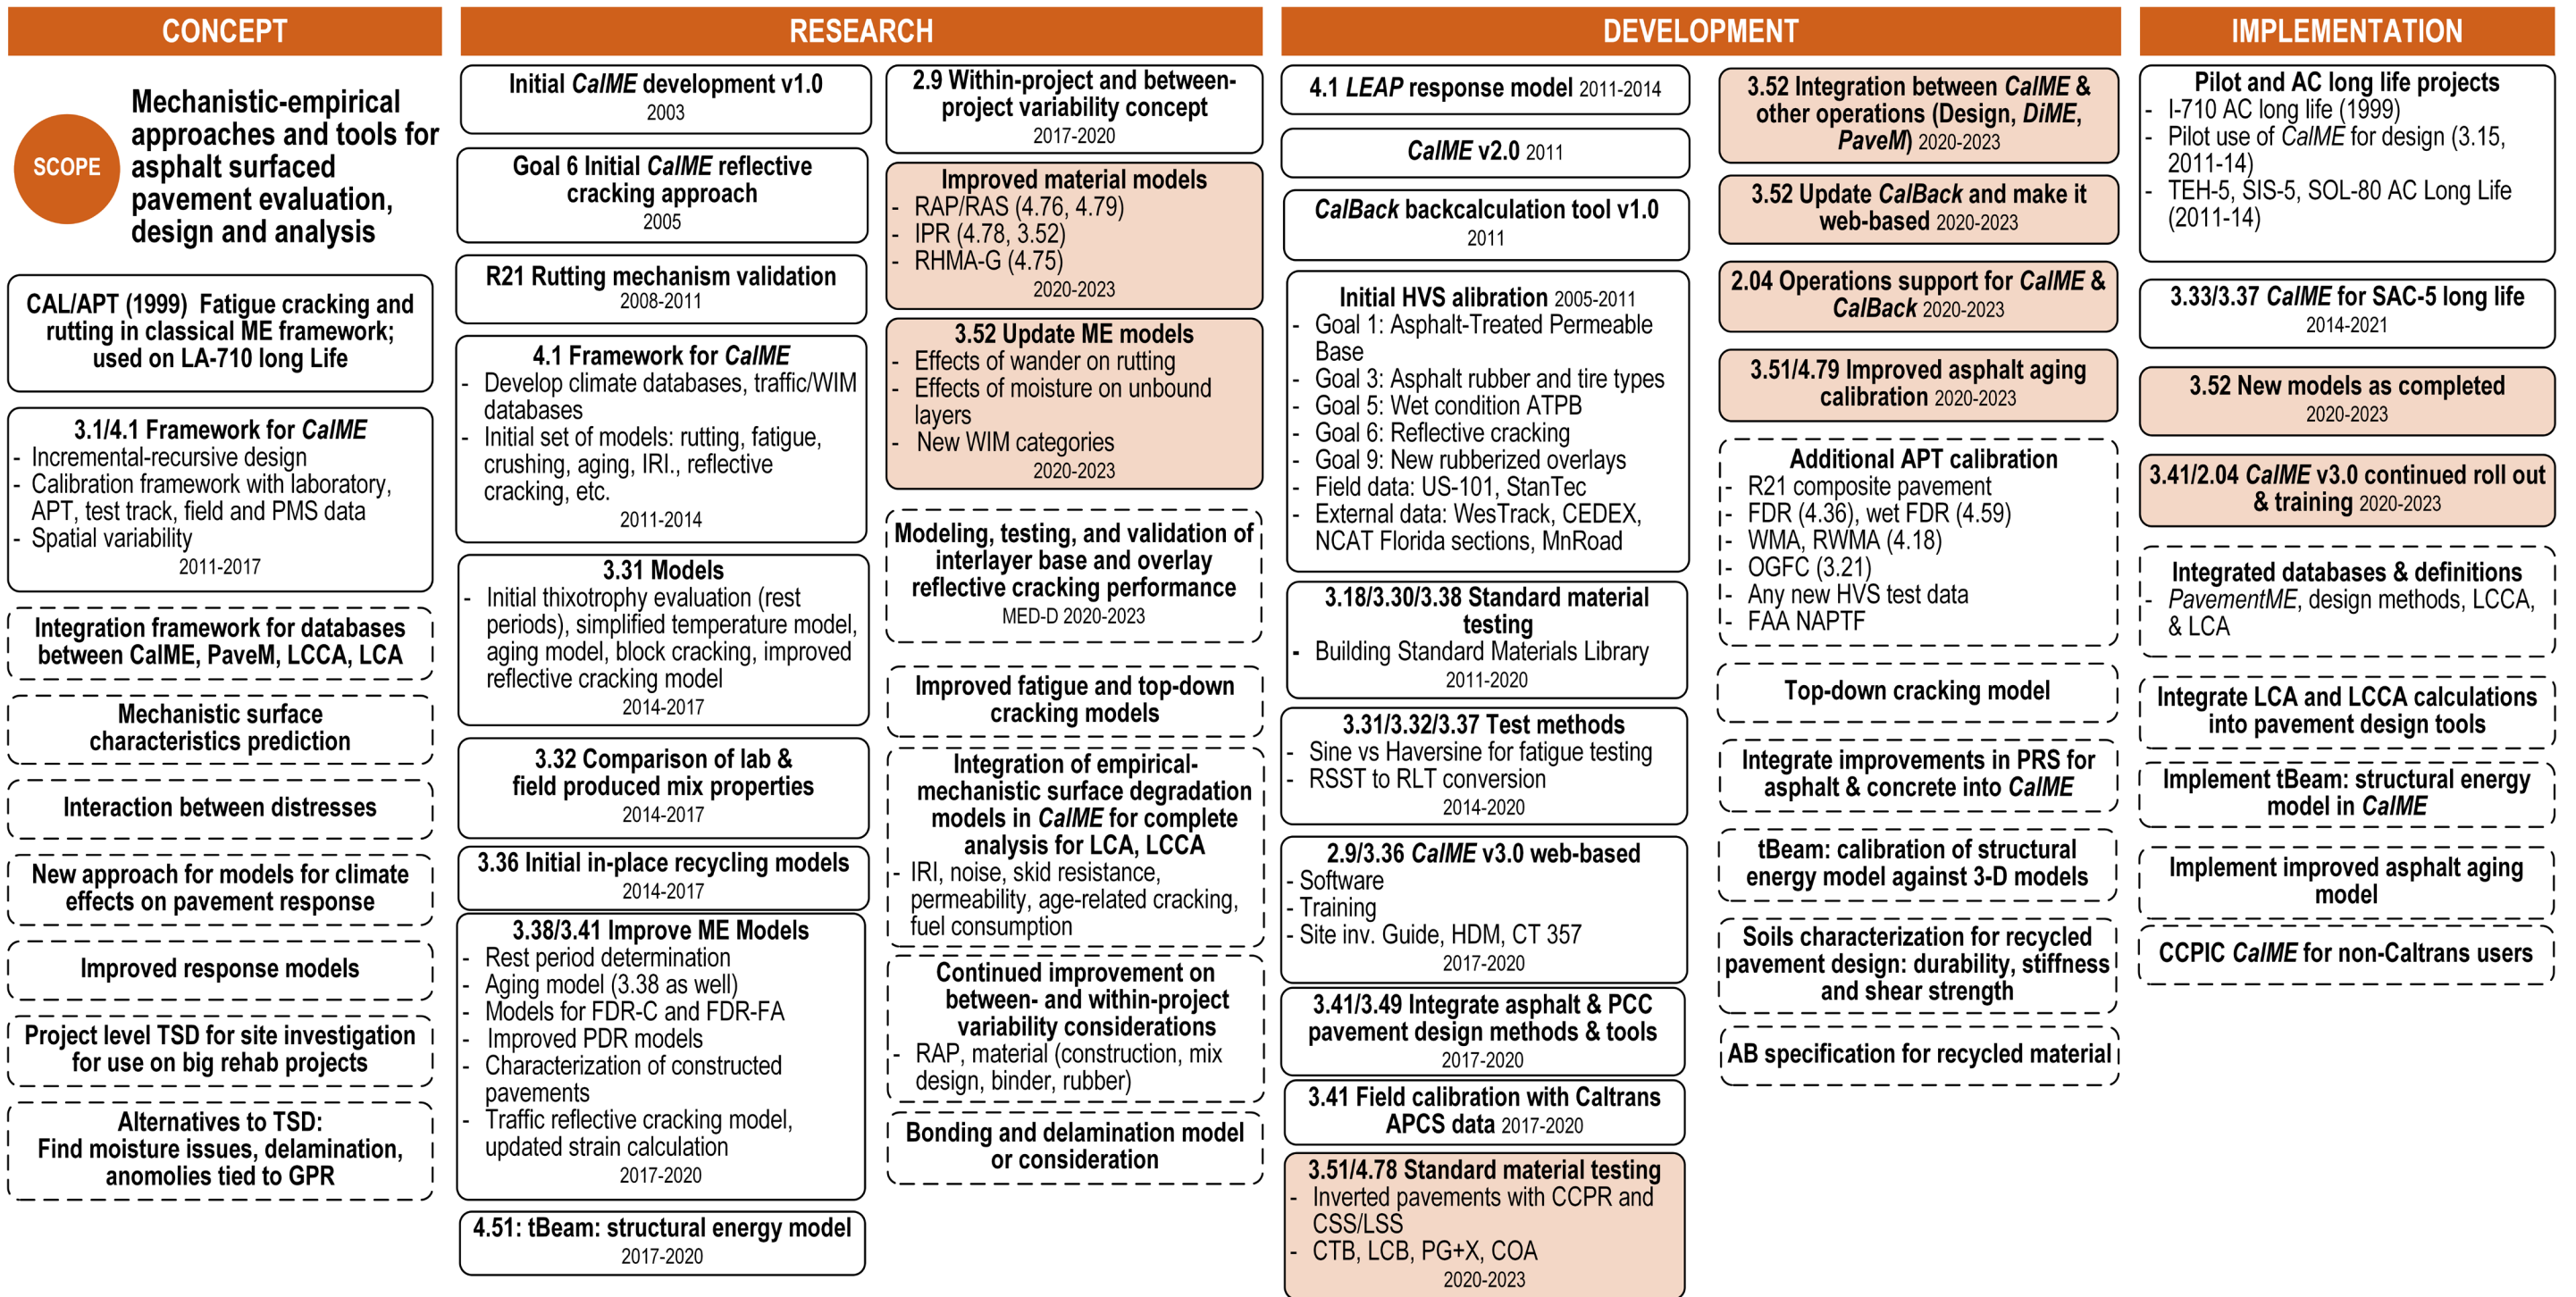 CONCEPT
SCOPE
Mechanistic-empirical
approaches and tools for
asphalt surfaced
pavement evaluation,
design and analysis
CAL/APT (1999) Fatigue cracking and
rutting in classical ME framework;
used on LA-710 long Life
3.1/4.1 Framework for CalME
- Incremental-recursive design
- Calibration framework with laboratory,
APT, test track, field and PMS data
- Spatial variability
2011-2017
Integration framework for databases
between CalME, PaveM, LCCA, LCA
Mechanistic surface
characteristics prediction
Interaction between distresses
New approach for models for climate
effects on pavement response
Improved response models
Project level TSD for site investigation
for use on big rehab projects
Alternatives to TSD:
Find moisture issues, delamination,
anomolies tied to GPR
RESEARCH
Initial CalME development v1.0
2003
Goal 6 Initial CalME reflective
cracking approach
2005
R21 Rutting mechanism validation
2008-2011
4.1 Framework for CalME
- Develop climate databases, traffic/WIM
databases
- Initial set of models: rutting, fatigue,
crushing, aging, IRI., reflective
cracking, etc.
2011-2014
3.31 Models
- Initial thixotrophy evaluation (rest
periods), simplified temperature model,
aging model, block cracking, improved
reflective cracking model
2014-2017
3.32 Comparison of lab &
field produced mix properties
2014-2017
3.36 Initial in-place recycling models
2014-2017
3.38/3.41 Improve ME Models
- Rest period determination
- Aging model (3.38 as well)
- Models for FDR-C and FDR-FA
- Improved PDR models
- Characterization of constructed
pavements
- Traffic reflective cracking model,
updated strain calculation
2017-2020
4.51: tBeam: structural energy model
2017-2020
2.9 Within-project and between-
project variability concept
2017-2020
Improved material models
- RAP/RAS (4.76, 4.79)
- IPR (4.78, 3.52)
- RHMA-G (4.75)
2020-2023
3.52 Update ME models
- Effects of wander on rutting
- Effects of moisture on unbound
layers
- New WIM categories
2020-2023
Modeling, testing, and validation of
interlayer base and overlay
reflective cracking performance
MED-D 2020-2023
Improved fatigue and top-down
cracking models
Integration of empirical-
mechanistic surface degradation
models in CalME for complete
analysis for LCA, LCCA
- IRI, noise, skid resistance,
permeability, age-related cracking,
fuel consumption
Continued improvement on
between- and within-project
variability considerations
- RAP, material (construction, mix
design, binder, rubber)
Bonding and delamination model
or consideration
DEVELOPMENT
4.1 LEAP response model 2011-2014
CalME v2.0 2011
CalBack backcalculation tool v1.0
2011
Initial HVS alibration 2005-2011
- Goal 1: Asphalt-Treated Permeable
Base
- Goal 3: Asphalt rubber and tire types
- Goal 5: Wet condition ATPB
- Goal 6: Reflective cracking
- Goal 9: New rubberized overlays
- Field data: US-101, StanTec
- External data: WesTrack, CEDEX,
NCAT Florida sections, MnRoad
3.18/3.30/3.38 Standard material
testing
- Building Standard Materials Library
2011-2020
3.31/3.32/3.37 Test methods
- Sine vs Haversine for fatigue testing
- RSST to RLT conversion
2014-2020
2.9/3.36 CalME v3.0 web-based
- Software
- Training
- Site inv. Guide, HDM, CT 357
2017-2020
3.41/3.49 Integrate asphalt & PCC
pavement design methods & tools
2017-2020
3.41 Field calibration with Caltrans
APCS data 2017-2020
3.51/4.78 Standard material testing
- Inverted pavements with CCPR and
CSS/LSS
- CTB, LCB, PG+X, COA
2020-2023
3.52 Integration between CalME &
other operations (Design, DiME,
PaveM) 2020-2023
3.52 Update CalBack and make it
web-based 2020-2023
2.04 Operations support for CalME &
CalBack 2020-2023
3.51/4.79 Improved asphalt aging
calibration 2020-2023
Additional APT calibration
- R21 composite pavement
- FDR (4.36), wet FDR (4.59)
- WMA, RWMA (4.18)
- OGFC (3.21)
- Any new HVS test data
- FAA NAPTF
Top-down cracking model
Integrate improvements in PRS for
asphalt & concrete into CalME
tBeam: calibration of structural
energy model against 3-D models
Soils characterization for recycled
pavement design: durability, stiffness
and shear strength
AB specification for recycled material
IMPLEMENTATION
Pilot and AC long life projects
- I-710 AC long life (1999)
- Pilot use of CalME for design (3.15,
2011-14)
- TEH-5, SIS-5, SOL-80 AC Long Life
(2011-14)
3.33/3.37 CalME for SAC-5 long life
2014-2021
3.52 New models as completed
2020-2023
3.41/2.04 CalME v3.0 continued roll out
& training 2020-2023
Integrated databases & definitions
- PavementME, design methods, LCCA,
& LCA
Integrate LCA and LCCA calculations
into pavement design tools
Implement tBeam: structural energy
model in CalME
Implement improved asphalt aging
model
CCPIC CalME for non-Caltrans users